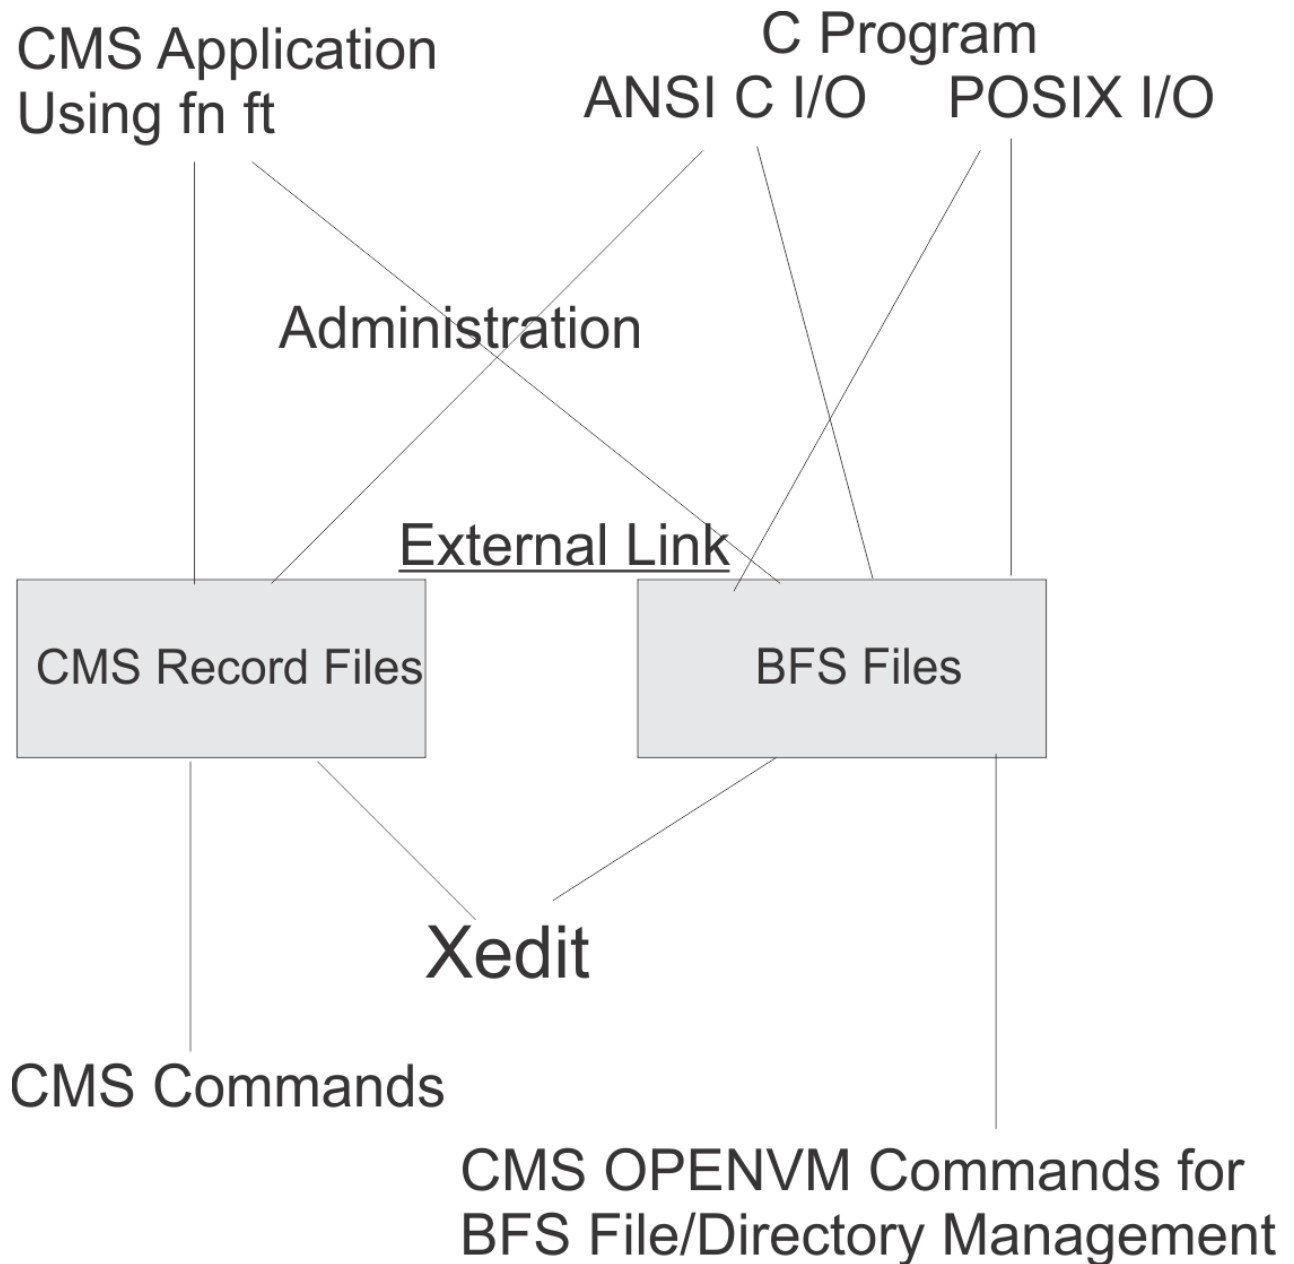 CMS Application
Using fn ft
C Program
ANSI C I/O
POSIX I/O
Administration
External Link
CMS Record Files
BFS Files
Xedit
CMS Commands
CMS OPENVM Commands for
BFS File/Directory Management